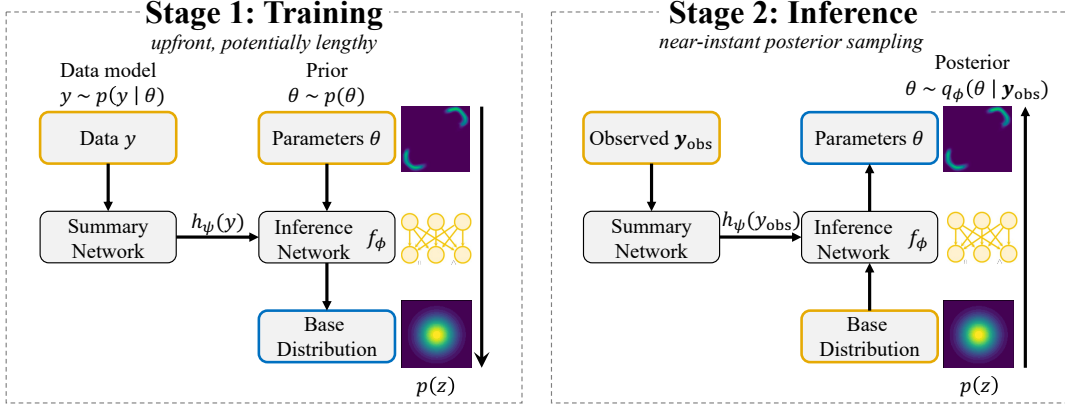 Stage 1: Training
upfront, potentially lengthy
Data model
y ~ p(y | θ)
Prior
θ ~ p(θ)
Data y
Parameters θ
Summary
Network
h_ψ(y)
Inference
Network
f_ϕ
Base
Distribution
p(z)
Stage 2: Inference
near-instant posterior sampling
Posterior
θ ~ q_ϕ(θ | y_obs)
Observed y_obs
Parameters θ
Summary
Network
h_ψ(y_obs)
Inference
Network
f_ϕ
Base
Distribution
p(z)